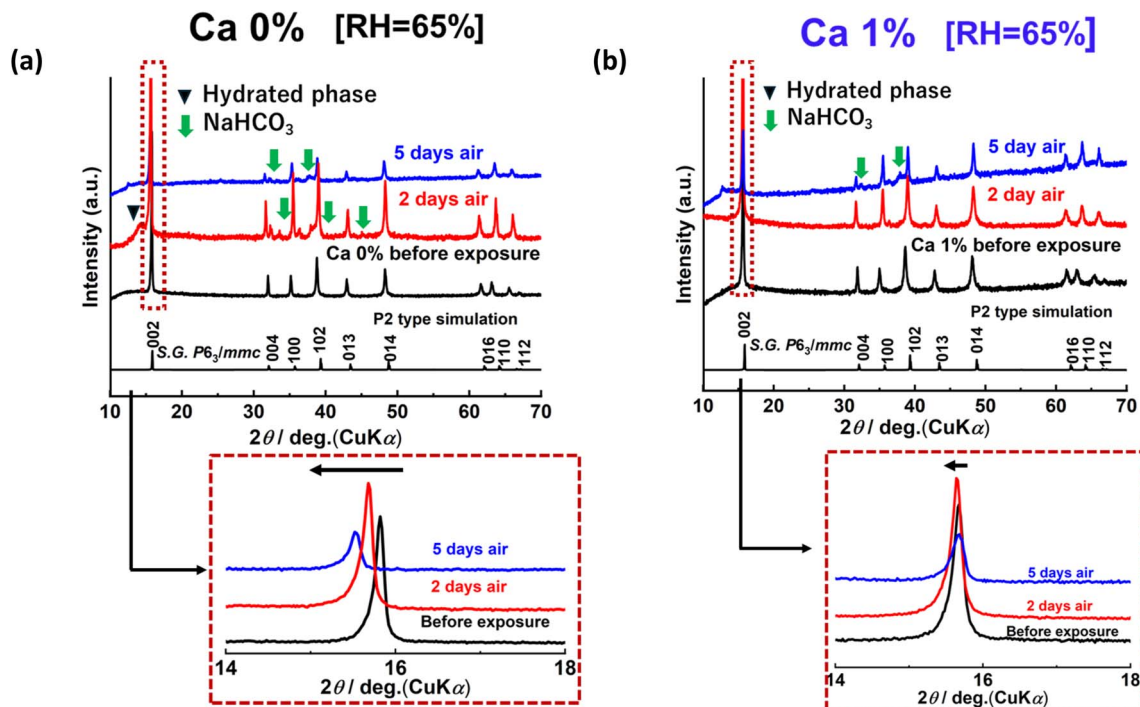 Ca 0% [RH=65%]
(a)
Hydrated phase
NaHCO3
5 days air
2 days air
Ca 0% before exposure
P2 type simulation
S.G. P63/mmc
002
004
100
102
013
014
016
110
112
Intensity (a.u.)
10 20 30 40 50 60 70
2θ / deg.(CuKα)
5 days air
2 days air
Before exposure
14 16 18
2θ / deg.(CuKα)
Ca 1% [RH=65%]
(b)
Hydrated phase
NaHCO3
5 day air
2 day air
Ca 1% before exposure
P2 type simulation
S.G. P63/mmc
002
004
100
102
013
014
016
110
112
Intensity (a.u.)
10 20 30 40 50 60 70
2θ / deg.(CuKα)
5 days air
2 days air
Before exposure
14 16 18
2θ / deg.(CuKα)